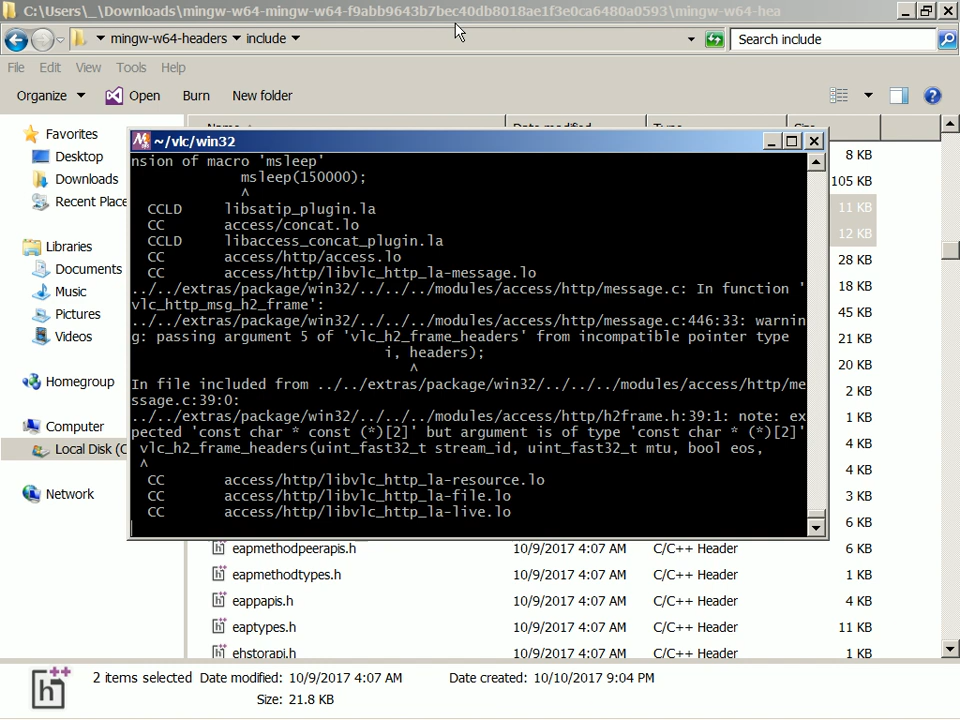 C:\Users\_\Downloads\mingw-w64-mingw-w64-f9abb9643b7bec40db8018ae1f3e0ca6480a0593\mingw-w64-hea
mingw-w64-headers include
Search include
File Edit View Tools Help
Organize Open Burn New folder
Favorites
Desktop
Downloads
Recent Place
Libraries
Documents
Music
Pictures
Videos
Homegroup
Computer
Local Disk (C
Network
Name Date modified Type Size
8 KB
105 KB
11 KB
12 KB
28 KB
18 KB
45 KB
21 KB
20 KB
2 KB
1 KB
4 KB
4 KB
3 KB
6 KB
~/vlc/win32
nsion of macro 'msleep'
msleep(150000);
^
CCLD libsatip_plugin.la
CC access/concat.lo
CCLD libaccess_concat_plugin.la
CC access/http/access.lo
CC access/http/libvlc_http_la-message.lo
../../extras/package/win32/../../../modules/access/http/message.c: In function '
vlc_http_msg_h2_frame':
../../extras/package/win32/../../../modules/access/http/message.c:446:33: warnin
g: passing argument 5 of 'vlc_h2_frame_headers' from incompatible pointer type
i, headers);
^
In file included from ../../extras/package/win32/../../../modules/access/http/me
ssage.c:39:0:
../../extras/package/win32/../../../modules/access/http/h2frame.h:39:1: note: ex
pected 'const char * const (*)[2]' but argument is of type 'const char * (*)[2]'
vlc_h2_frame_headers(uint_fast32_t stream_id, uint_fast32_t mtu, bool eos,
^
CC access/http/libvlc_http_la-resource.lo
CC access/http/libvlc_http_la-file.lo
CC access/http/libvlc_http_la-live.lo
eapmethodpeerapis.h 10/9/2017 4:07 AM C/C++ Header 6 KB
eapmethodtypes.h 10/9/2017 4:07 AM C/C++ Header 1 KB
eappapis.h 10/9/2017 4:07 AM C/C++ Header 4 KB
eaptypes.h 10/9/2017 4:07 AM C/C++ Header 11 KB
ehstorapi.h 10/9/2017 4:07 AM C/C++ Header 1 KB
2 items selected Date modified: 10/9/2017 4:07 AM Date created: 10/10/2017 9:04 PM
Size: 21.8 KB